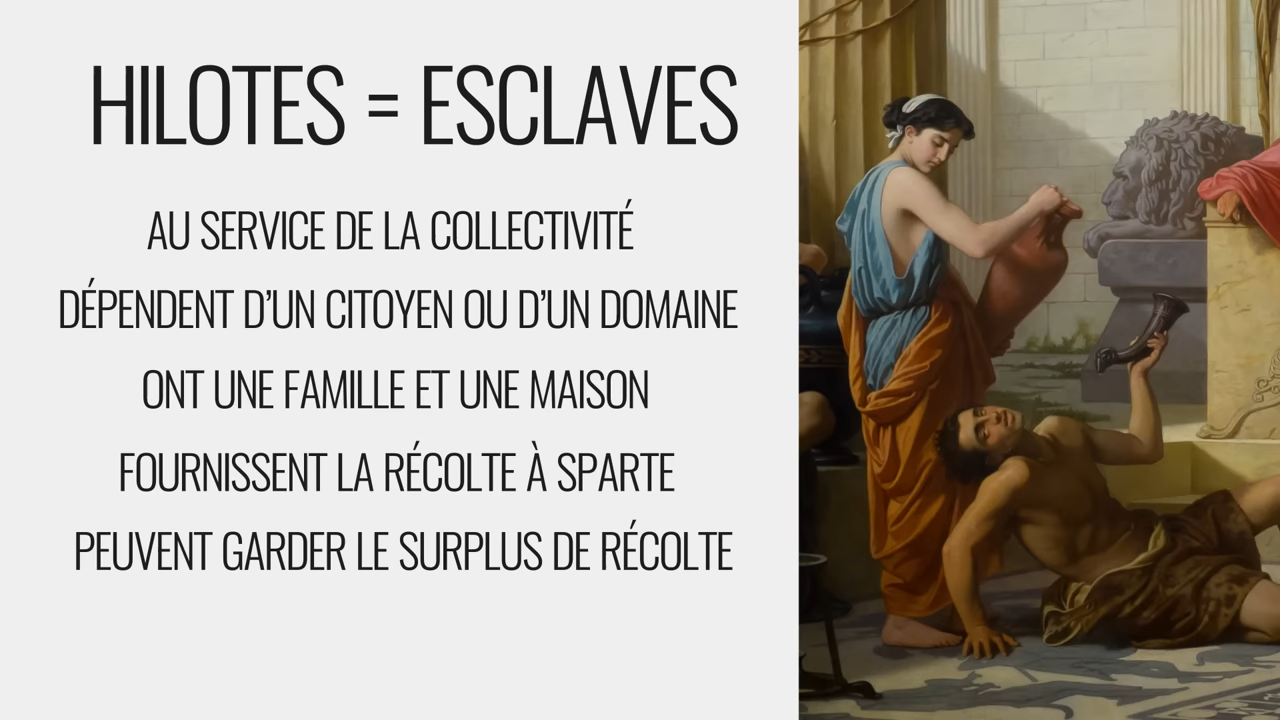 HILOTES = ESCLAVES
AU SERVICE DE LA COLLECTIVITÉ
DÉPENDENT D’UN CITOYEN OU D’UN DOMAINE
ONT UNE FAMILLE ET UNE MAISON
FOURNISSENT LA RÉCOLTE À SPARTE
PEUVENT GARDER LE SURPLUS DE RÉCOLTE